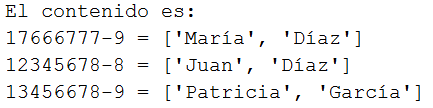 El contenido es:
17666777-9 = ['María', 'Díaz']
12345678-8 = ['Juan', 'Díaz']
13456678-9 = ['Patricia', 'García']